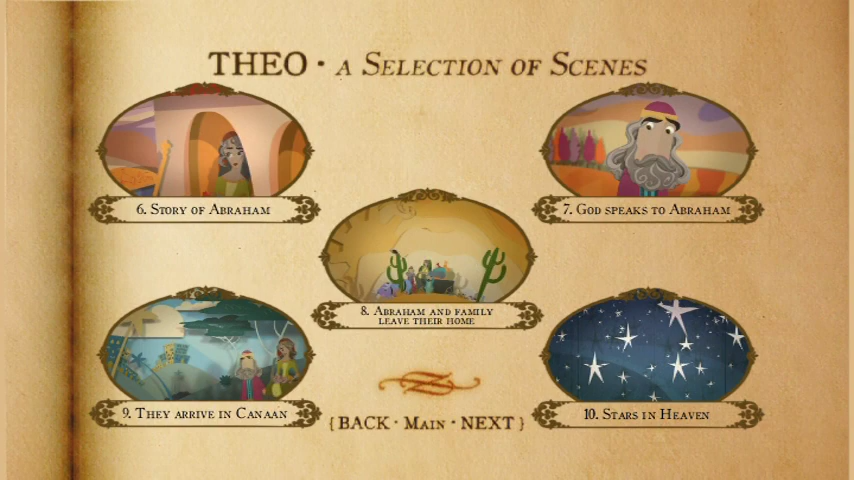 THEO • A SELECTION OF SCENES
6. STORY OF ABRAHAM
7. GOD SPEAKS TO ABRAHAM
8. ABRAHAM AND FAMILY
LEAVE THEIR HOME
9. THEY ARRIVE IN CANAAN
10. STARS IN HEAVEN
{BACK · MAIN · NEXT}